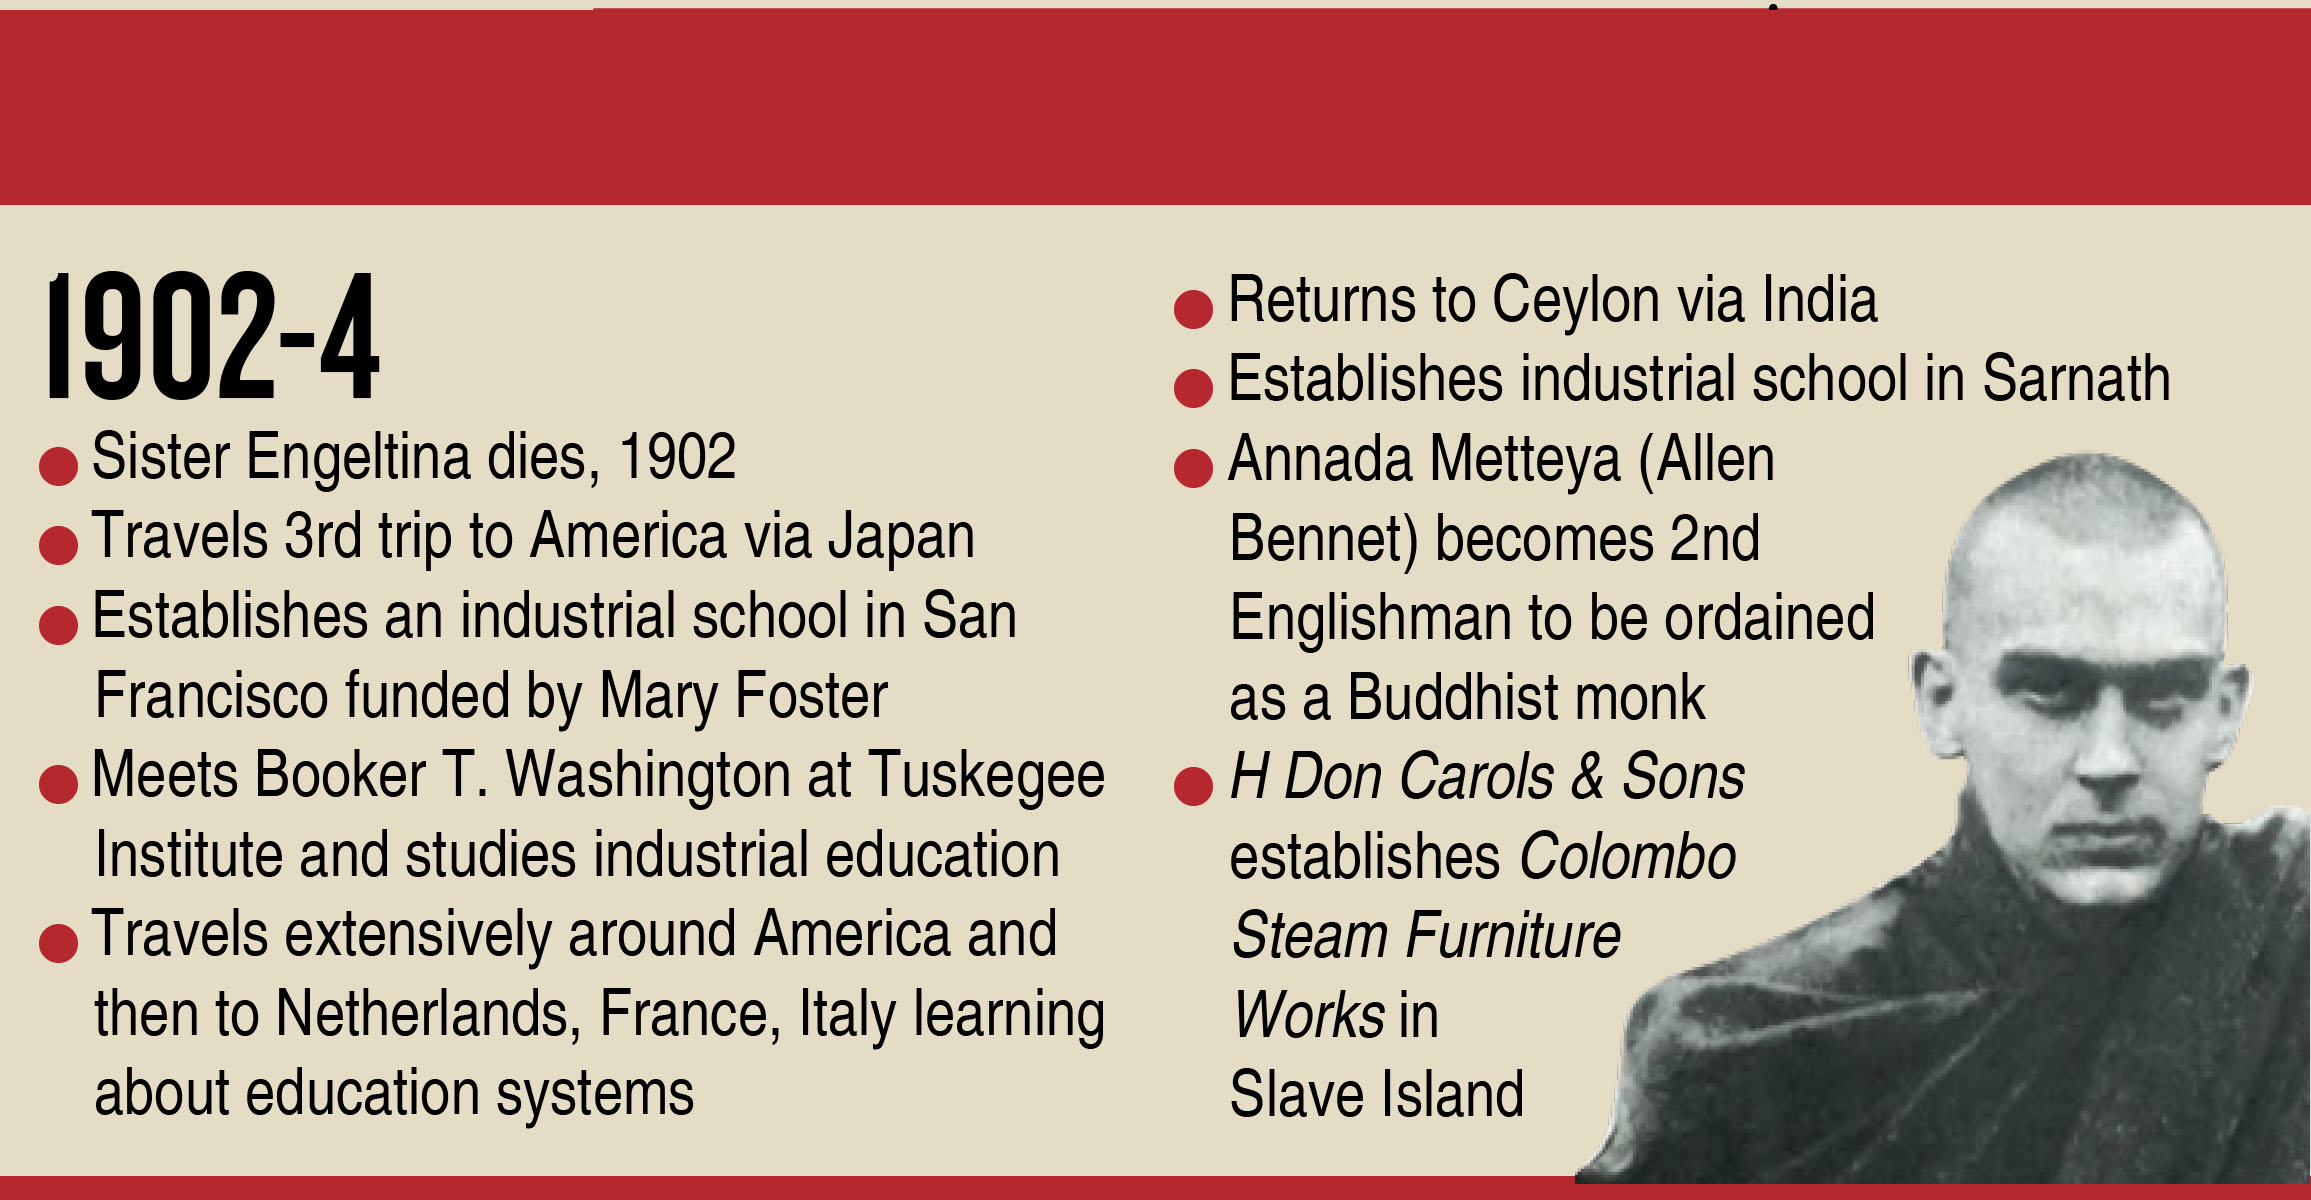 1902-4
Sister Engeltina dies, 1902
Travels 3rd trip to America via Japan
Establishes an industrial school in San
Francisco funded by Mary Foster
Meets Booker T. Washington at Tuskegee
Institute and studies industrial education
Travels extensively around America and
then to Netherlands, France, Italy learning
about education systems
Returns to Ceylon via India
Establishes industrial school in Sarnath
Annada Metteya (Allen
Bennet) becomes 2nd
Englishman to be ordained
as a Buddhist monk
H Don Carols & Sons
establishes Colombo
Steam Furniture
Works in
Slave Island